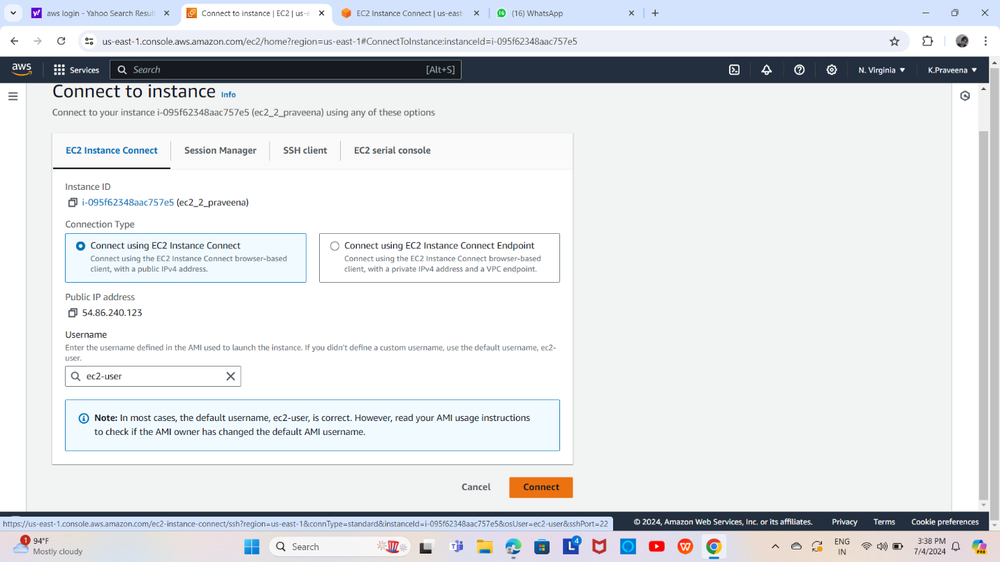 aws login - Yahoo Search Result
Connect to instance | EC2 | us-e
EC2 Instance Connect | us-east-
(16) WhatsApp
us-east-1.console.aws.amazon.com/ec2/home?region=us-east-1#ConnectToInstance:instanceId=i-095f62348aac757e5
aws
Services
Search
[Alt+S]
N. Virginia
K.Praveena
Connect to instance Info
Connect to your instance i-095f62348aac757e5 (ec2_2_praveena) using any of these options
EC2 Instance Connect
Session Manager
SSH client
EC2 serial console
Instance ID
i-095f62348aac757e5 (ec2_2_praveena)
Connection Type
Connect using EC2 Instance Connect
Connect using the EC2 Instance Connect browser-based
client, with a public IPv4 address.
Connect using EC2 Instance Connect Endpoint
Connect using the EC2 Instance Connect browser-based
client, with a private IPv4 address and a VPC endpoint.
Public IP address
54.86.240.123
Username
Enter the username defined in the AMI used to launch the instance. If you didn't define a custom username, use the default username, ec2-
user.
ec2-user
Note: In most cases, the default username, ec2-user, is correct. However, read your AMI usage instructions
to check if the AMI owner has changed the default AMI username.
Cancel
Connect
https://us-east-1.console.aws.amazon.com/ec2-instance-connect/ssh?region=us-east-1&connType=standard&instanceId=i-095f62348aac757e5&osUser=ec2-user&sshPort=22
© 2024, Amazon Web Services, Inc. or its affiliates.
Privacy
Terms
Cookie preferences
1
94°F
Mostly cloudy
Search
4
ENG
IN
3:38 PM
7/4/2024
PRE